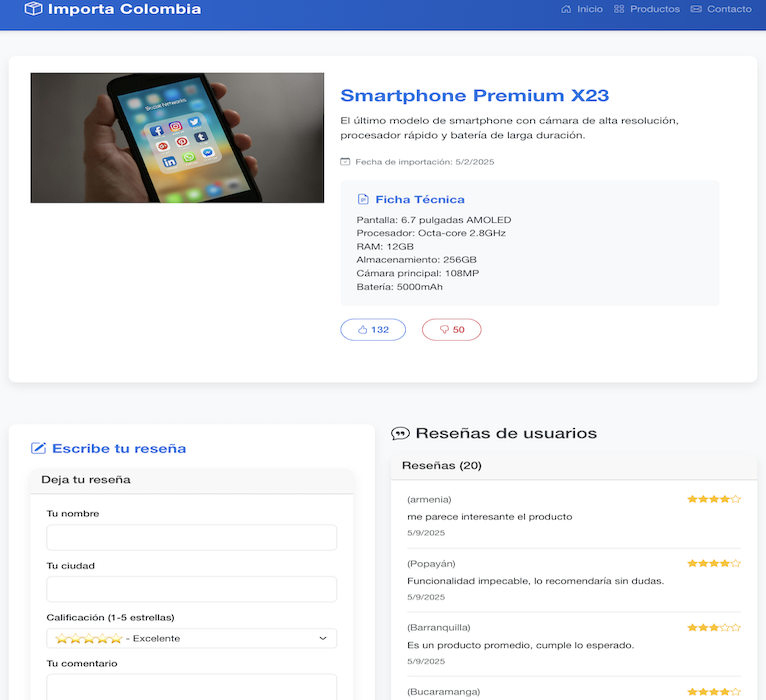 Importa Colombia
Inicio
Productos
Contacto
Smartphone Premium X23
El último modelo de smartphone con cámara de alta resolución,
procesador rápido y batería de larga duración.
Fecha de importación: 5/2/2025
Ficha Técnica
Pantalla: 6.7 pulgadas AMOLED
Procesador: Octa-core 2.8GHz
RAM: 12GB
Almacenamiento: 256GB
Cámara principal: 108MP
Batería: 5000mAh
132
50
Escribe tu reseña
Deja tu reseña
Tu nombre
Tu ciudad
Calificación (1-5 estrellas)
⭐⭐⭐⭐⭐ - Excelente
Tu comentario
Reseñas de usuarios
Reseñas (20)
(armenia)
me parece interesante el producto
5/9/2025
(Popayán)
Funcionalidad impecable, lo recomendaría sin dudas.
5/9/2025
(Barranquilla)
Es un producto promedio, cumple lo esperado.
5/9/2025
(Bucaramanga)